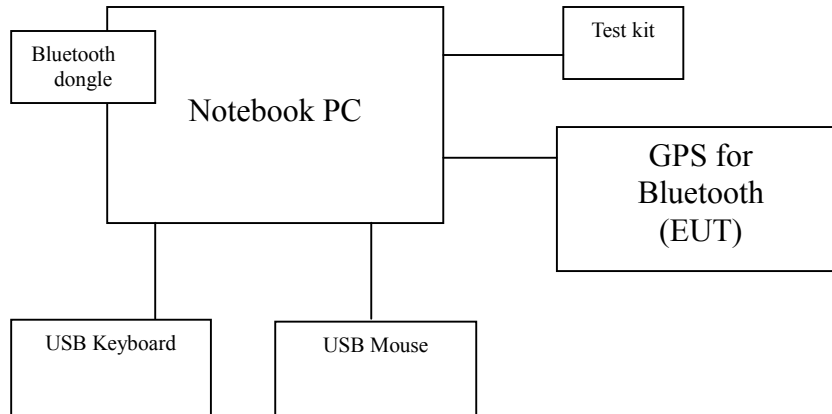 Bluetooth
dongle
Notebook PC
Test kit
GPS for
Bluetooth
(EUT)
USB Keyboard
USB Mouse